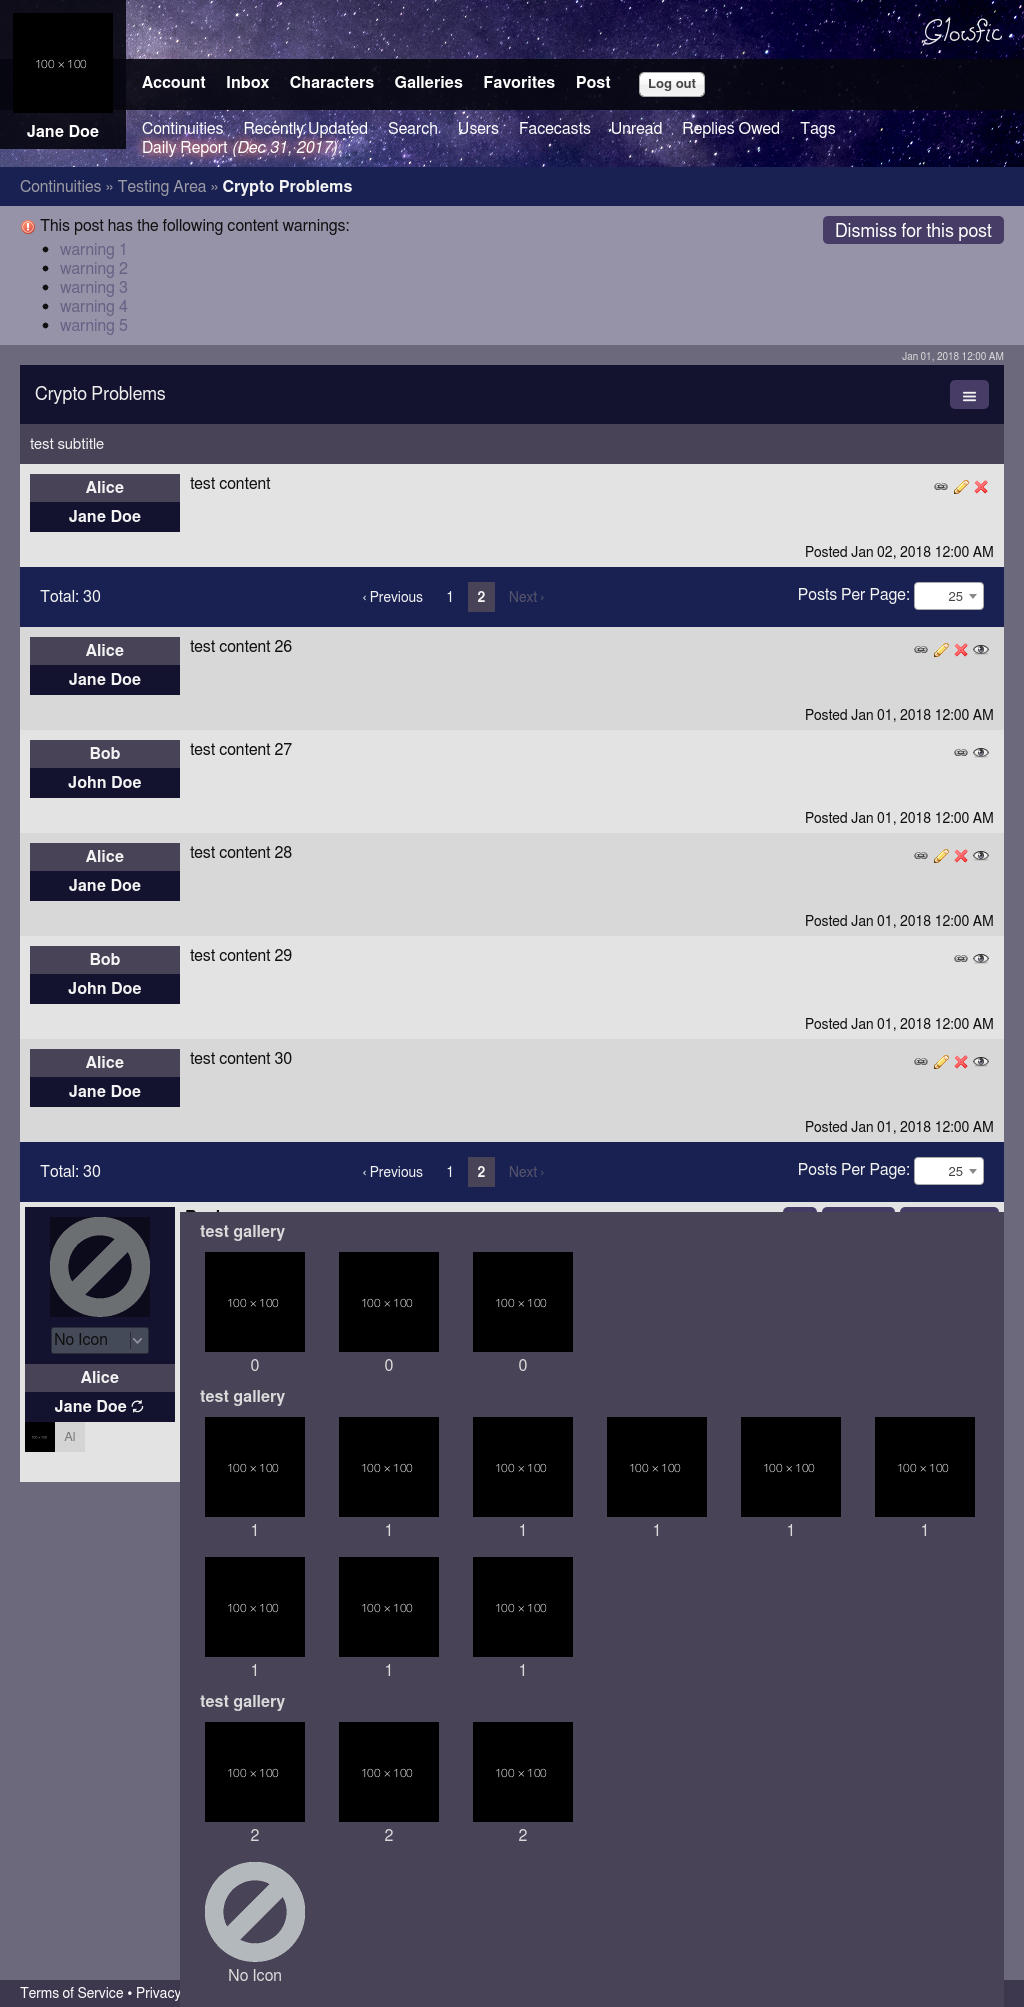 Glowfic
100 × 100
Account Inbox Characters Galleries Favorites Post Log out
Jane Doe
Continuities Recently Updated Search Users Facecasts Unread Replies Owed Tags
Daily Report (Dec 31, 2017)
Continuities » Testing Area » Crypto Problems
This post has the following content warnings:
Dismiss for this post
• warning 1
• warning 2
• warning 3
• warning 4
• warning 5
Jan 01, 2018 12:00 AM
Crypto Problems
test subtitle
Alice
Jane Doe
test content
Posted Jan 02, 2018 12:00 AM
Total: 30 ‹ Previous 1 2 Next › Posts Per Page: 25
Alice
Jane Doe
test content 26
Posted Jan 01, 2018 12:00 AM
Bob
John Doe
test content 27
Posted Jan 01, 2018 12:00 AM
Alice
Jane Doe
test content 28
Posted Jan 01, 2018 12:00 AM
Bob
John Doe
test content 29
Posted Jan 01, 2018 12:00 AM
Alice
Jane Doe
test content 30
Posted Jan 01, 2018 12:00 AM
Total: 30 ‹ Previous 1 2 Next › Posts Per Page: 25
No Icon
Alice
Jane Doe
Al
test gallery
100 × 100 100 × 100 100 × 100
0 0 0
test gallery
100 × 100 100 × 100 100 × 100 100 × 100 100 × 100 100 × 100
1 1 1 1 1 1
100 × 100 100 × 100 100 × 100
1 1 1
test gallery
100 × 100 100 × 100 100 × 100
2 2 2
No Icon
Terms of Service • Privacy